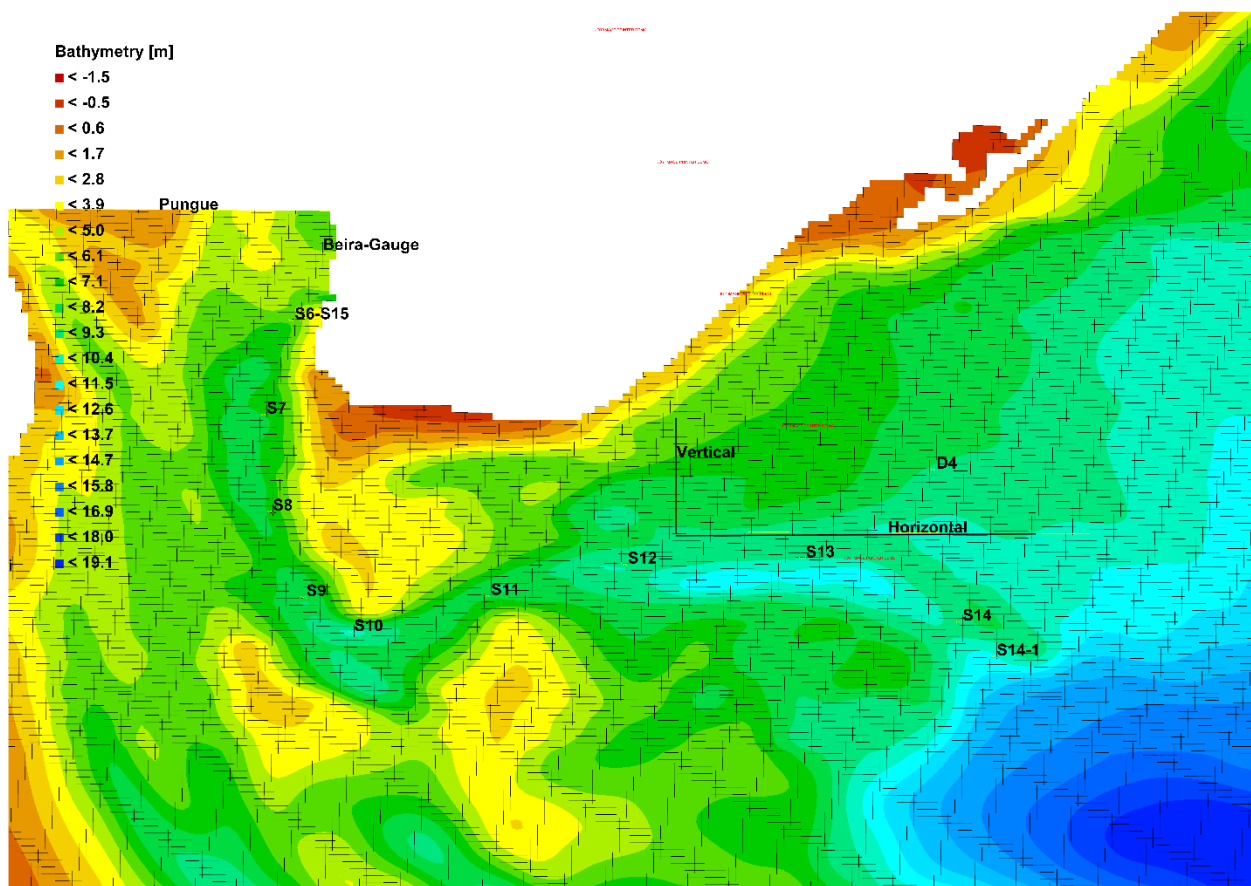 Bathymetry [m]
< -1.5
< -0.5
< 0.6
< 1.7
< 2.8
< 3.9
< 5.0
< 6.1
< 7.1
< 8.2
< 9.3
< 10.4
< 11.5
< 12.6
< 13.7
< 14.7
< 15.8
< 16.9
< 18.0
< 19.1
Pungue
Beira-Gauge
S6-S15
S7
Vertical
D4
S8
Horizontal
S13
S12
S9
S11
S10
S14
S14-1